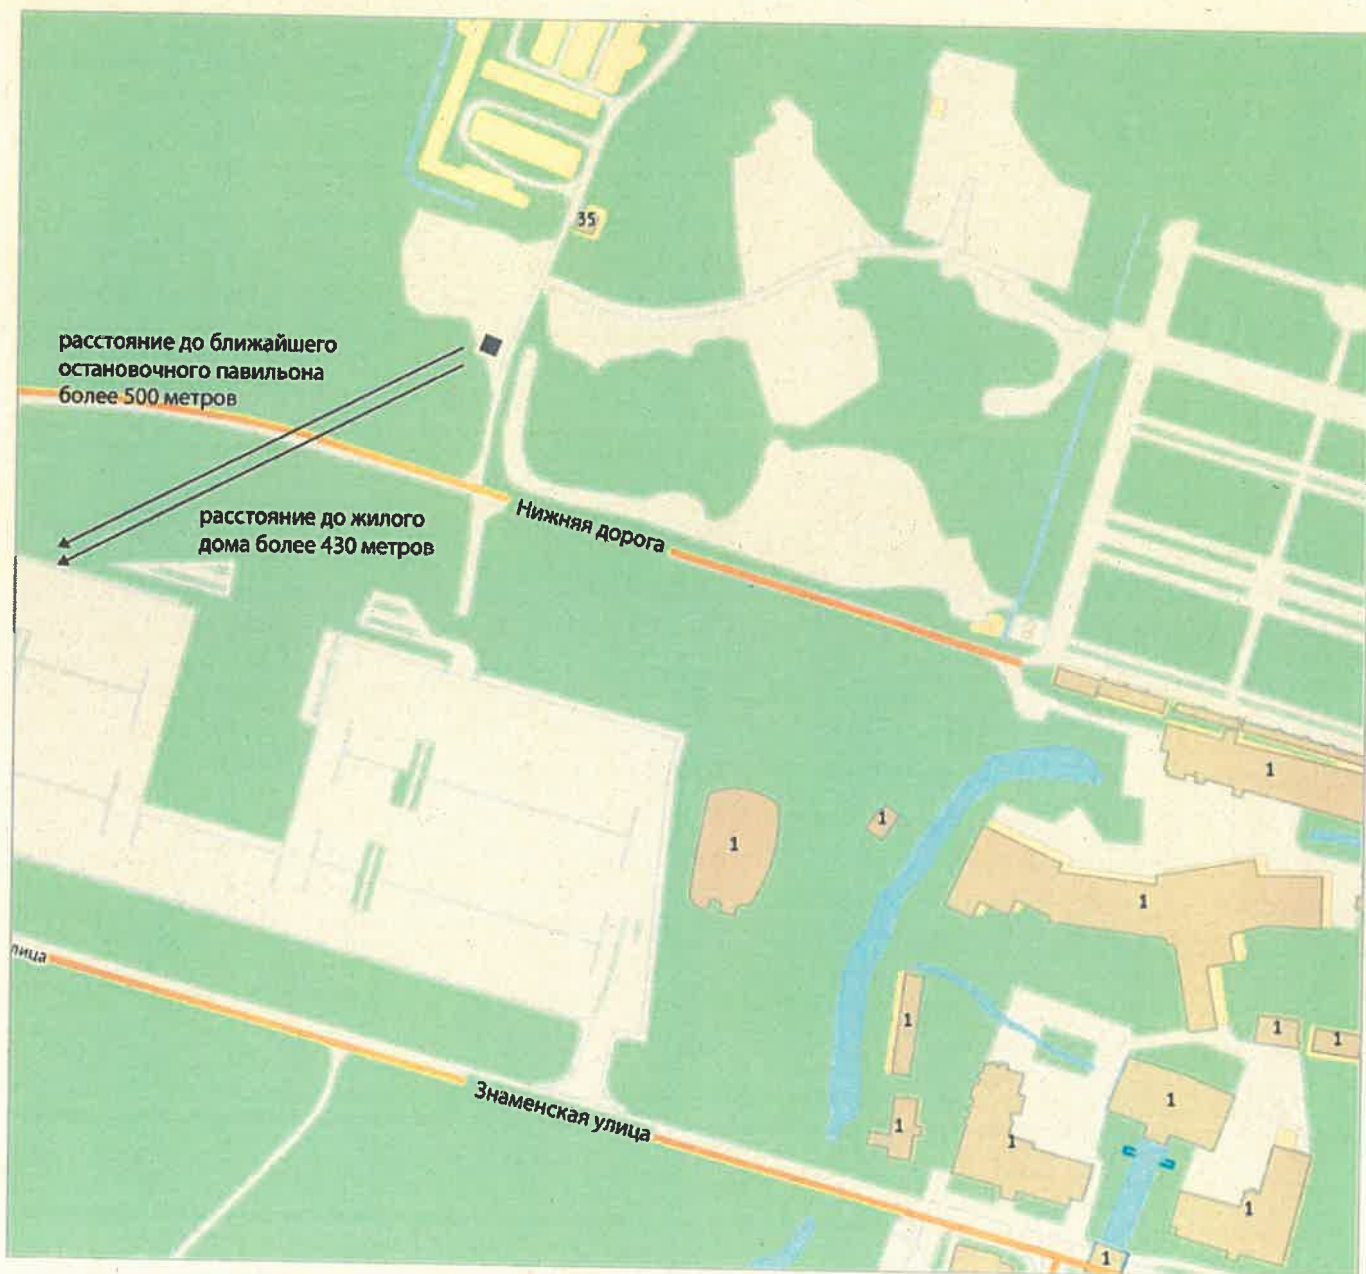 35
расстояние до ближайшего
остановочного павильона
более 500 метров
расстояние до жилого
дома более 430 метров
Нижняя дорога
1
1
1
1
лица
1
1
1
Знаменская улица
1
1
1
1
1